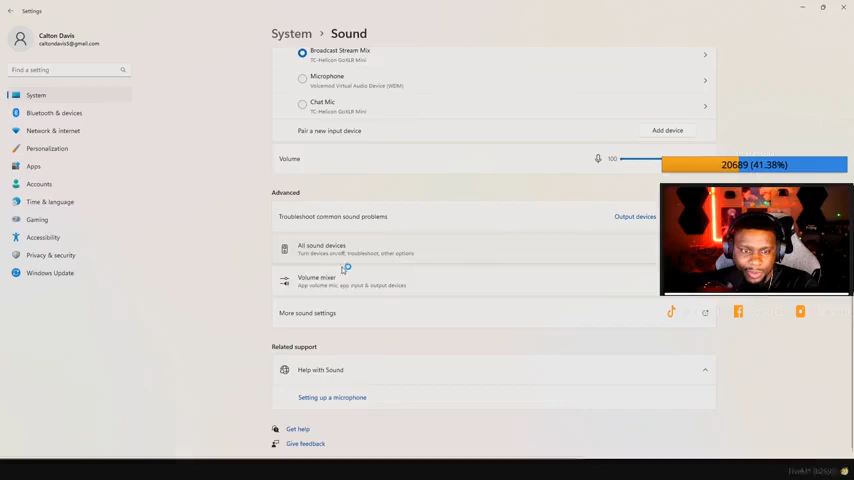 Settings
System > Sound
Calton Davis
caltondavis5@gmail.com
Find a setting
System
Bluetooth & devices
Network & internet
Personalization
Apps
Accounts
Time & language
Gaming
Accessibility
Privacy & security
Windows Update
Broadcast Stream Mix
TC-Helicon GoXLR Mini
Microphone
Voicemod Virtual Audio Device (WDM)
Chat Mic
TC-Helicon GoXLR Mini
Pair a new input device
Add device
Volume
100
20689 (41.38%)
Advanced
Troubleshoot common sound problems
Output devices
All sound devices
Turn devices on/off, troubleshoot, other options
Volume mixer
App volume mix, app input & output devices
More sound settings
Related support
Help with Sound
Setting up a microphone
Get help
Give feedback